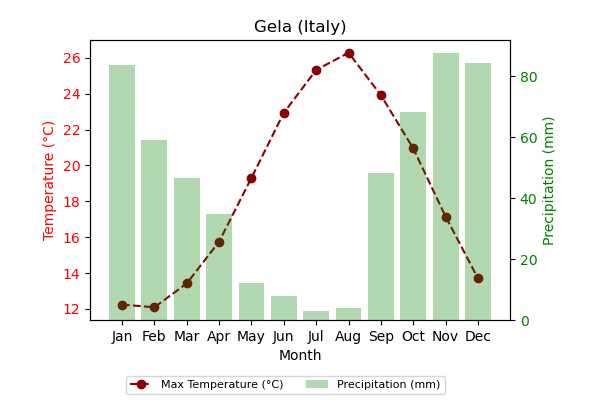 Gela (Italy)
26
24
22
20
18
16
14
12
Temperature (°C)
80
60
40
20
0
Precipitation (mm)
Jan Feb Mar Apr May Jun Jul Aug Sep Oct Nov Dec
Month
Max Temperature (°C) Precipitation (mm)